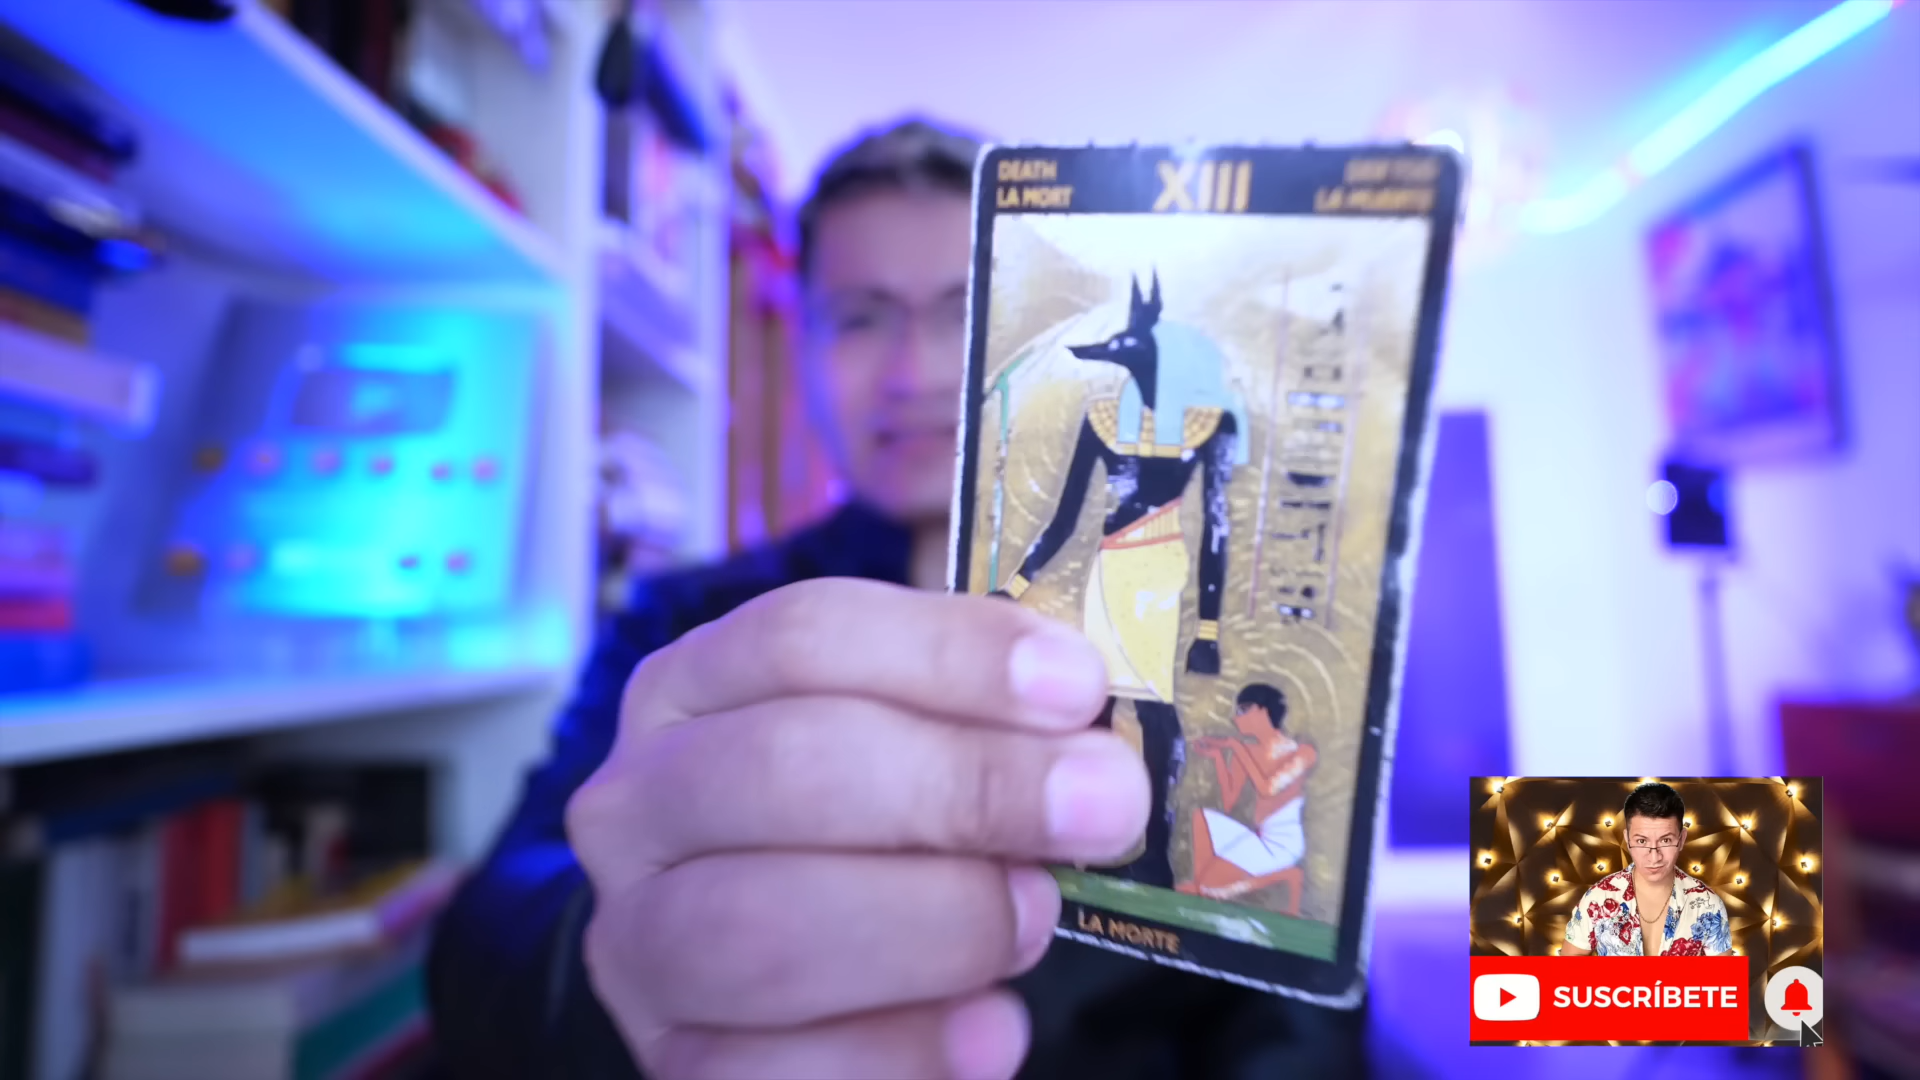 DEATH
LA MORT
XIII
LA MUERTE
LA MORTE
SUSCRÍBETE